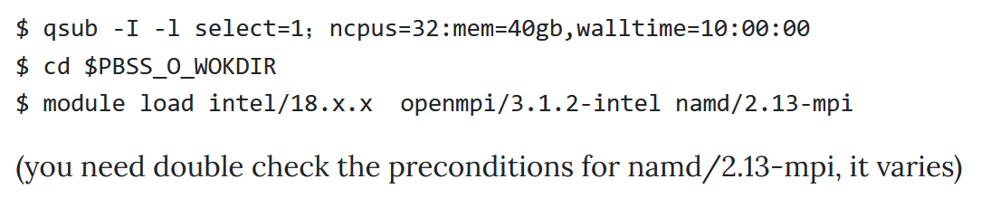 $ qsub -I -l select=1；ncpus=32:mem=40gb,walltime=10:00:00
$ cd $PBSS_O_WOKDIR
$ module load intel/18.x.x  openmpi/3.1.2-intel namd/2.13-mpi
(you need double check the preconditions for namd/2.13-mpi, it varies)